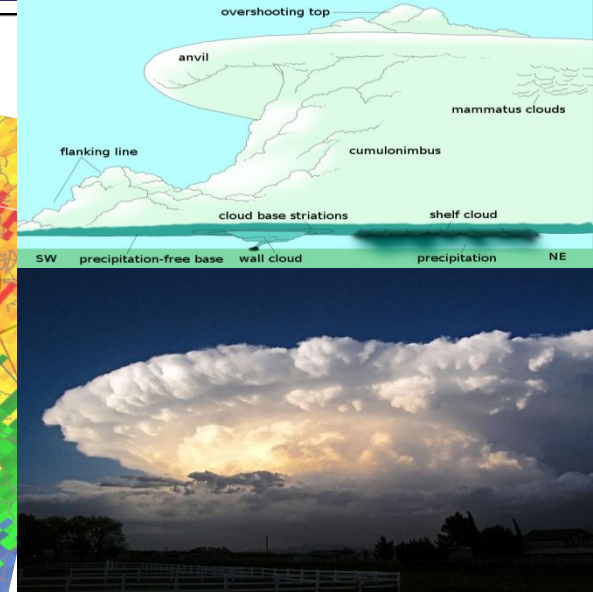 overshooting top
anvil
mammatus clouds
flanking line
cumulonimbus
cloud base striations
shelf cloud
SW
precipitation-free base
wall cloud
precipitation
NE